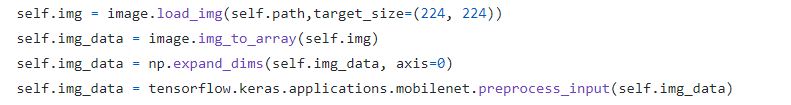 self.img = image.load_img(self.path,target_size=(224, 224))
self.img_data = image.img_to_array(self.img)
self.img_data = np.expand_dims(self.img_data, axis=0)
self.img_data = tensorflow.keras.applications.mobilenet.preprocess_input(self.img_data)